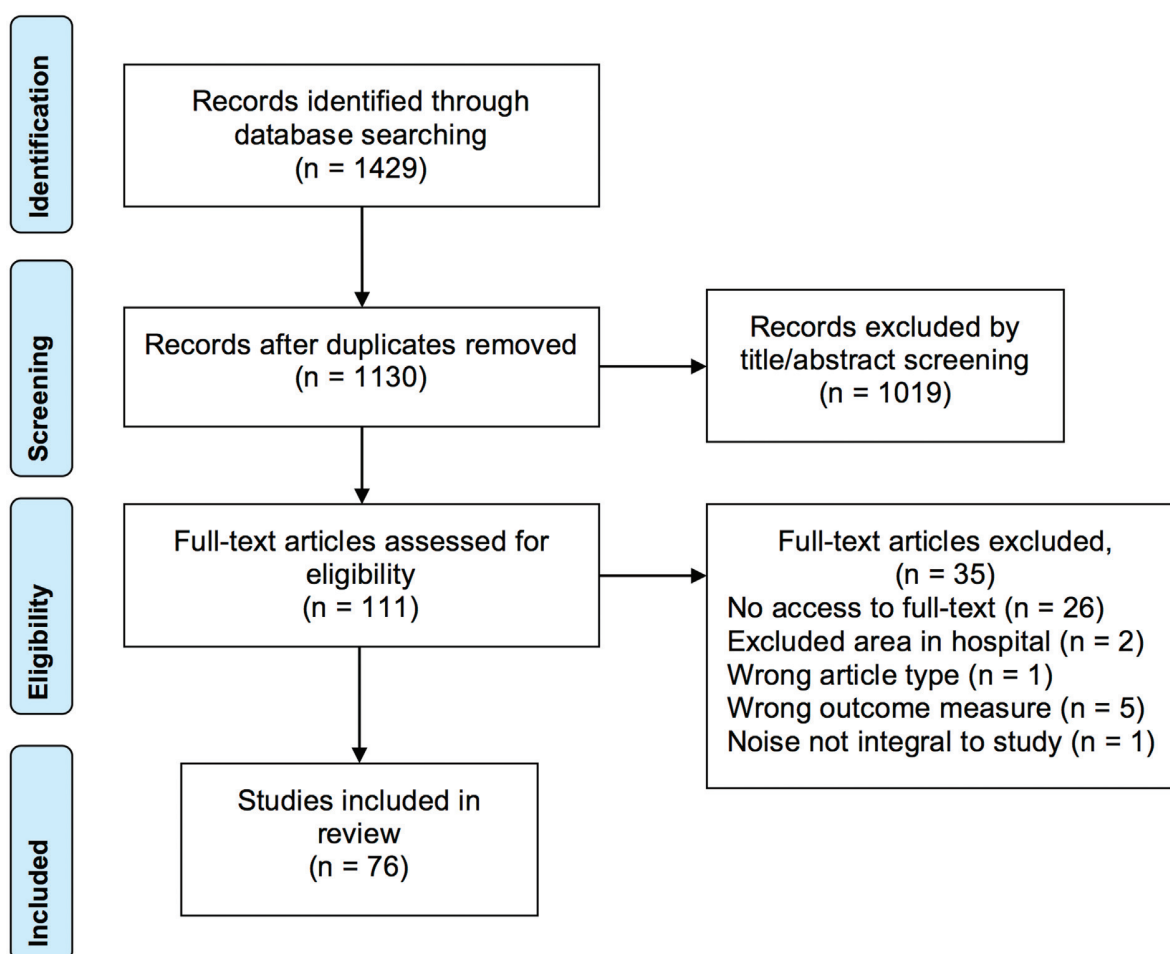 Identification
Records identified through
database searching
(n = 1429)
Screening
Records after duplicates removed
(n = 1130)
Records excluded by
title/abstract screening
(n = 1019)
Eligibility
Full-text articles assessed for
eligibility
(n = 111)
Full-text articles excluded,
(n = 35)
No access to full-text (n = 26)
Excluded area in hospital (n = 2)
Wrong article type (n = 1)
Wrong outcome measure (n = 5)
Noise not integral to study (n = 1)
Included
Studies included in
review
(n = 76)